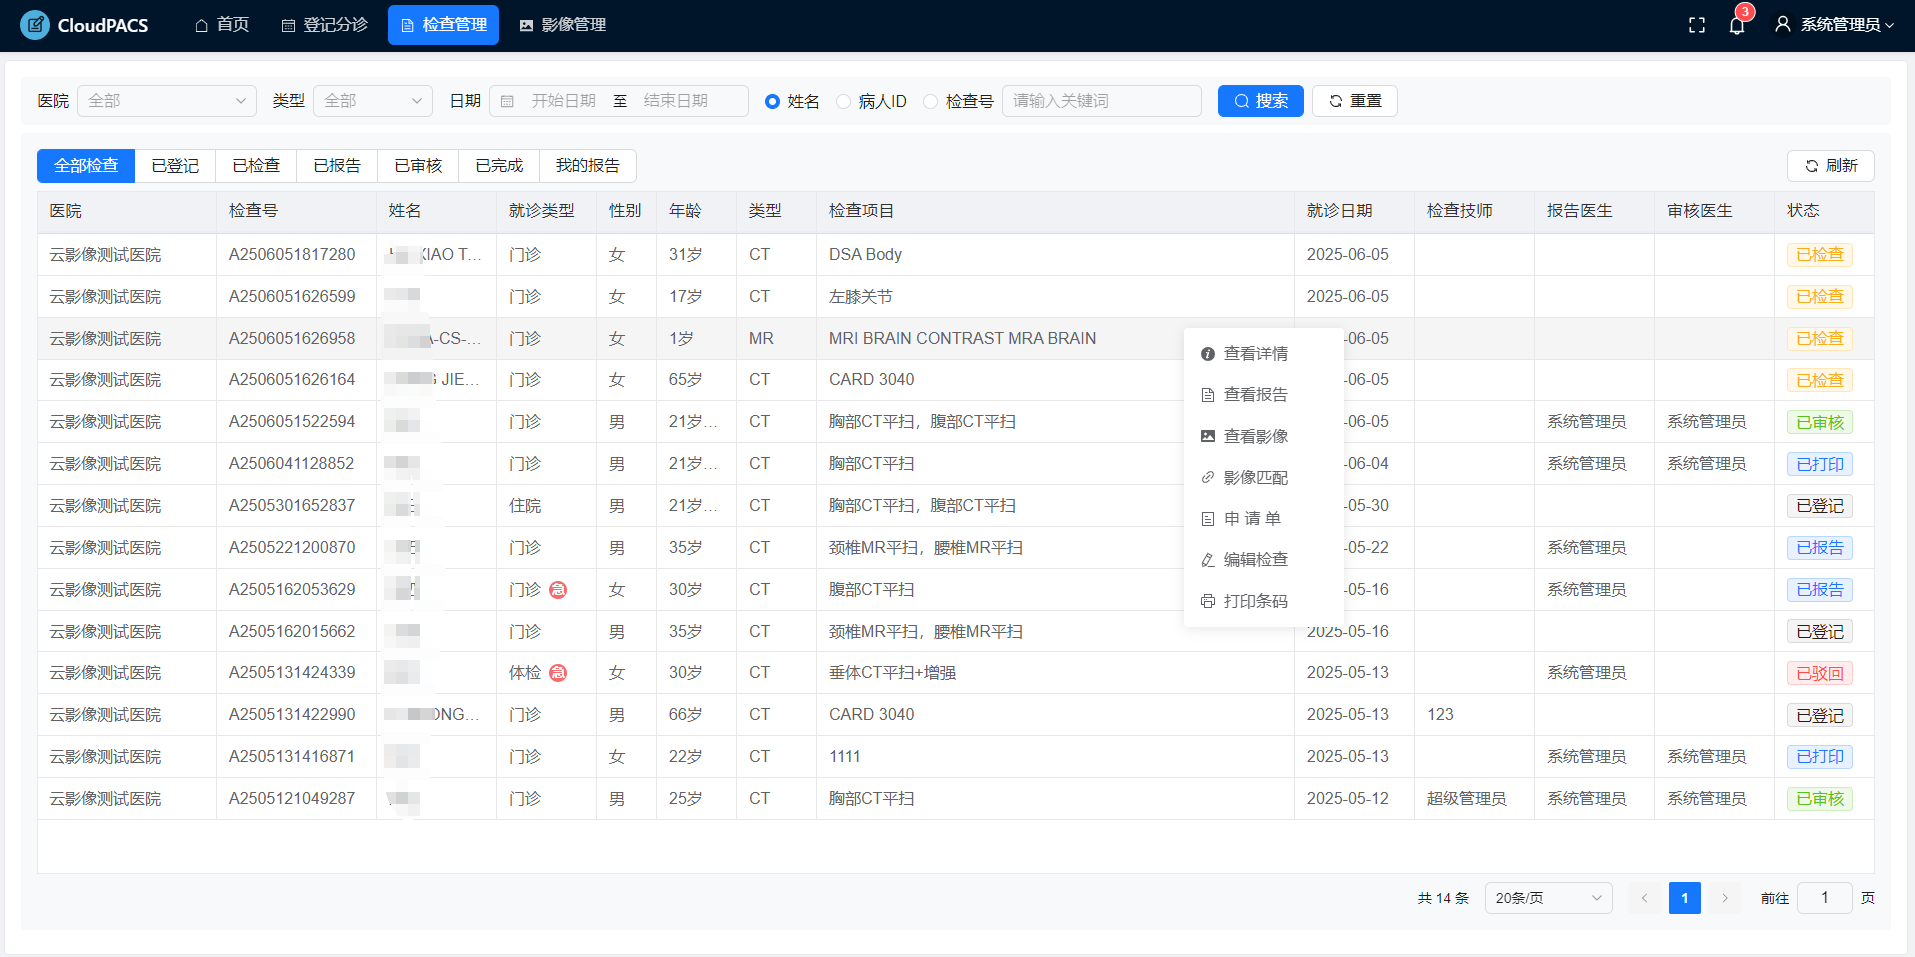 CloudPACS 首页 登记分诊 检查管理 影像管理 3 系统管理员
医院 全部 类型 全部 日期 开始日期 至 结束日期 姓名 病人ID 检查号 请输入关键词 搜索 重置
全部检查 已登记 已检查 已报告 已审核 已完成 我的报告 刷新
医院 检查号 姓名 就诊类型 性别 年龄 类型 检查项目 就诊日期 检查技师 报告医生 审核医生 状态
云影像测试医院 A2506051817280 XIAO T... 门诊 女 31岁 CT DSA Body 2025-06-05 已检查
云影像测试医院 A2506051626599 门诊 女 17岁 CT 左膝关节 2025-06-05 已检查
云影像测试医院 A2506051626958 -CS-... 门诊 女 1岁 MR MRI BRAIN CONTRAST MRA BRAIN -06-05 已检查
云影像测试医院 A2506051626164 JIE... 门诊 女 65岁 CT CARD 3040 -06-05 已检查
云影像测试医院 A2506051522594 门诊 男 21岁... CT 胸部CT平扫，腹部CT平扫 -06-05 系统管理员 系统管理员 已审核
云影像测试医院 A2506041128852 门诊 男 21岁... CT 胸部CT平扫 -06-04 系统管理员 系统管理员 已打印
云影像测试医院 A2505301652837 住院 男 21岁... CT 胸部CT平扫，腹部CT平扫 -05-30 已登记
云影像测试医院 A2505221200870 门诊 男 35岁 CT 颈椎MR平扫，腰椎MR平扫 -05-22 系统管理员 已报告
云影像测试医院 A2505162053629 门诊 急 女 30岁 CT 腹部CT平扫 -05-16 系统管理员 已报告
云影像测试医院 A2505162015662 门诊 男 35岁 CT 颈椎MR平扫，腰椎MR平扫 2025-05-16 已登记
云影像测试医院 A2505131424339 体检 急 女 30岁 CT 垂体CT平扫+增强 2025-05-13 系统管理员 已驳回
云影像测试医院 A2505131422990 ONG... 门诊 男 66岁 CT CARD 3040 2025-05-13 123 已登记
云影像测试医院 A2505131416871 门诊 女 22岁 CT 1111 2025-05-13 系统管理员 系统管理员 已打印
云影像测试医院 A2505121049287 门诊 男 25岁 CT 胸部CT平扫 2025-05-12 超级管理员 系统管理员 系统管理员 已审核
查看详情
查看报告
查看影像
影像匹配
申 请 单
编辑检查
打印条码
共 14 条 20条/页 1 前往 1 页